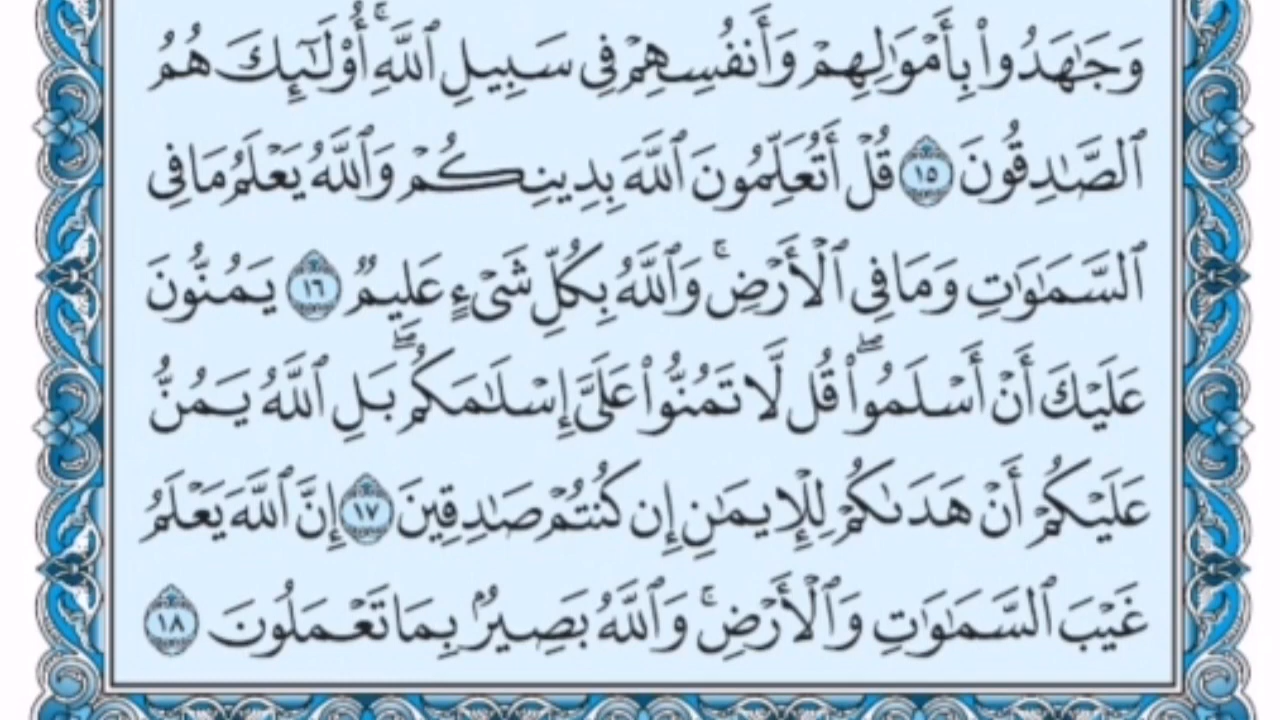 وَجَٰهَدُوا۟ بِأَمْوَٰلِهِمْ وَأَنفُسِهِمْ فِى سَبِيلِ ٱللَّهِ ۚ أُو۟لَٰٓئِكَ هُمُ
ٱلصَّٰدِقُونَ ١٥ قُلْ أَتُعَلِّمُونَ ٱللَّهَ بِدِينِكُمْ وَٱللَّهُ يَعْلَمُ مَا فِى
ٱلسَّمَٰوَٰتِ وَمَا فِى ٱلْأَرْضِ ۚ وَٱللَّهُ بِكُلِّ شَىْءٍ عَلِيمٌ ١٦ يَمُنُّونَ
عَلَيْكَ أَنْ أَسْلَمُوا۟ ۖ قُل لَّا تَمُنُّوا۟ عَلَىَّ إِسْلَٰمَكُم ۖ بَلِ ٱللَّهُ يَمُنُّ
عَلَيْكُمْ أَنْ هَدَىٰكُمْ لِلْإِيمَٰنِ إِن كُنتُمْ صَٰدِقِينَ ١٧ إِنَّ ٱللَّهَ يَعْلَمُ
غَيْبَ ٱلسَّمَٰوَٰتِ وَٱلْأَرْضِ ۚ وَٱللَّهُ بَصِيرٌۢ بِمَا تَعْمَلُونَ ١٨